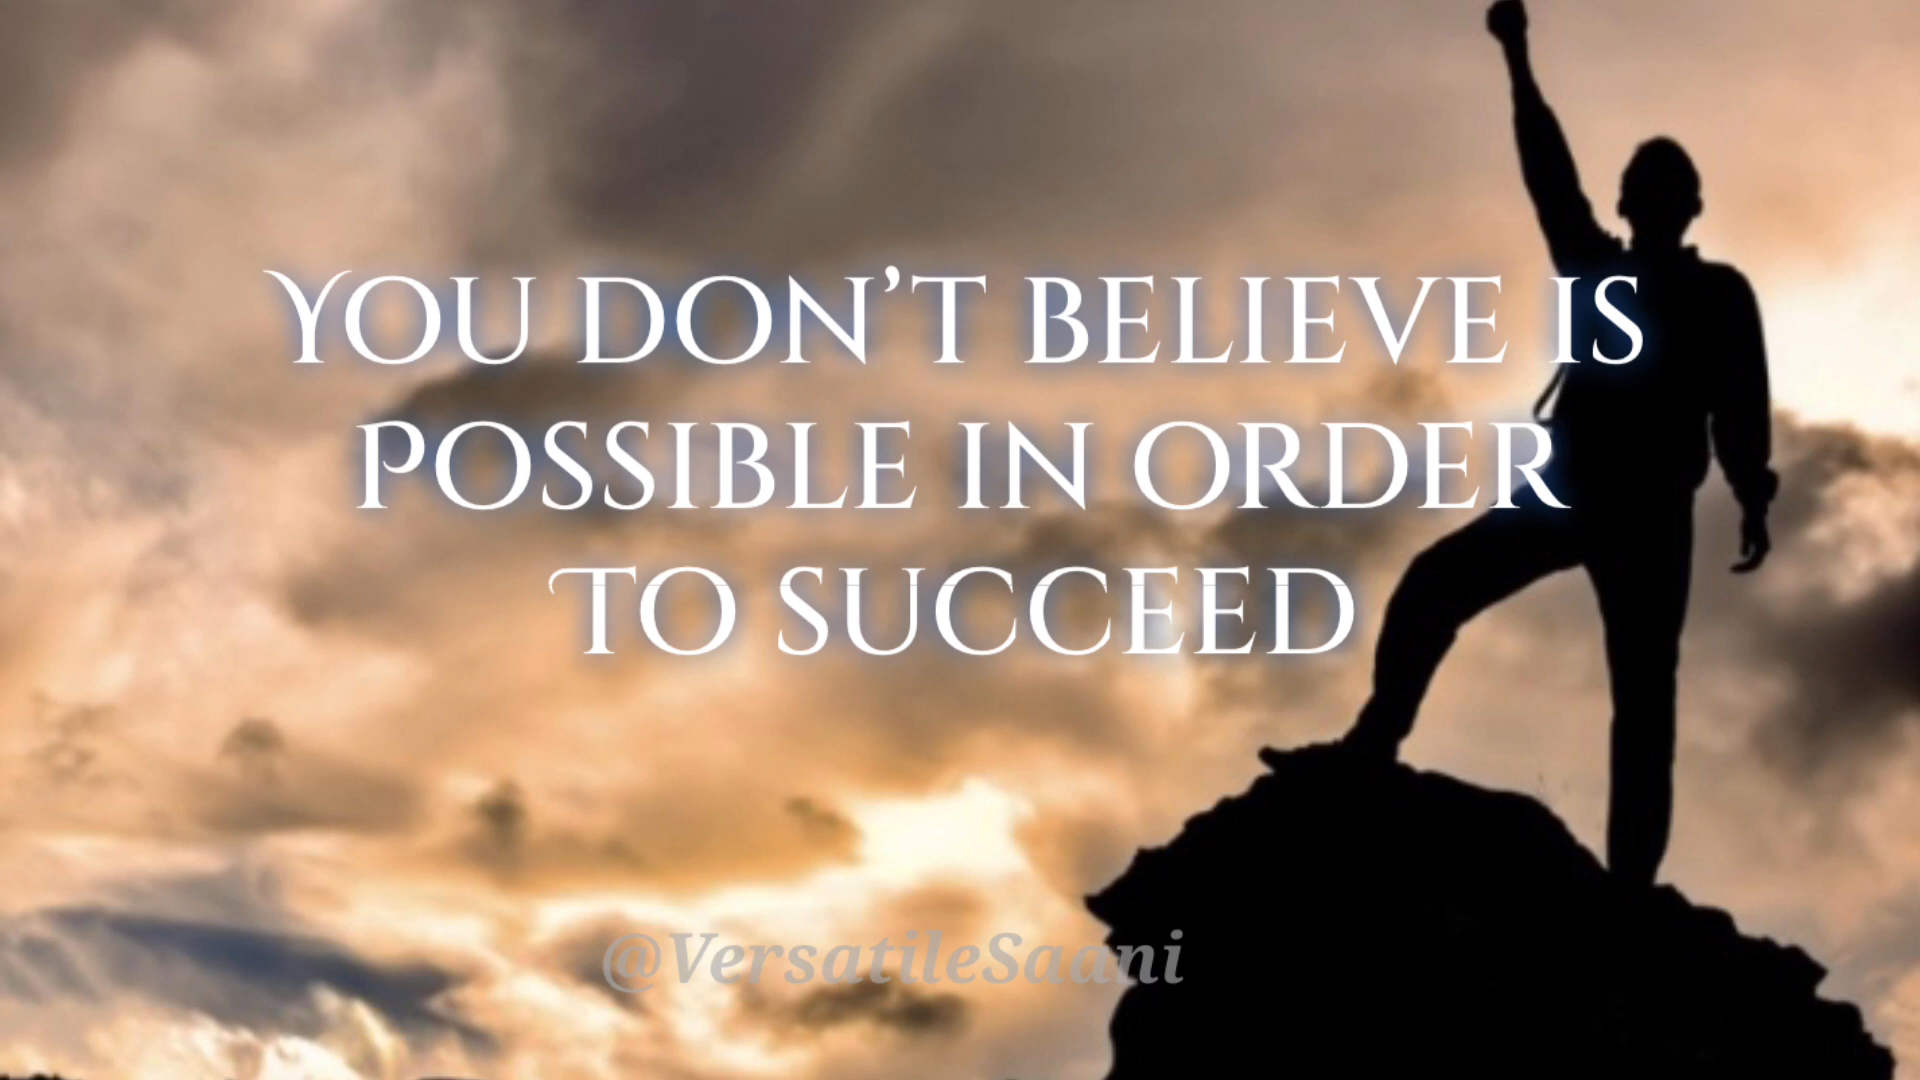 You don’t believe is
possible in order
to succeed
@VersatileSaani